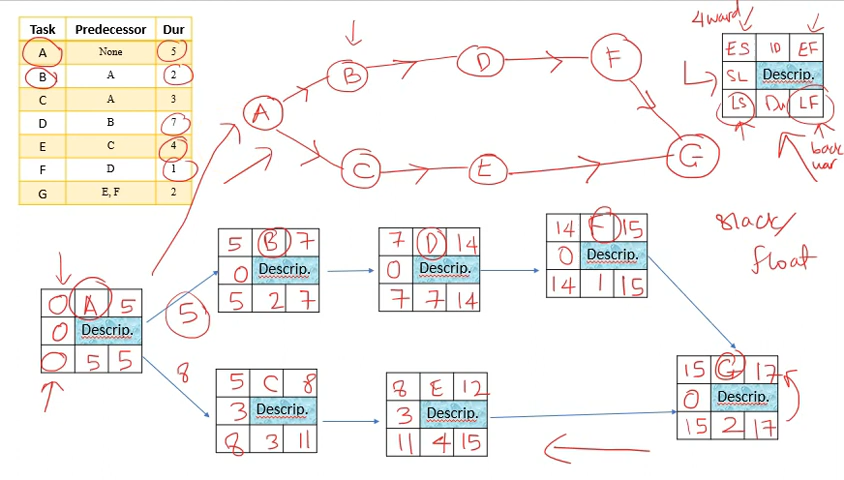 Task Predecessor Dur
A None 5
B A 2
C A 3
D B 7
E C 4
F D 1
G E, F 2
A
B
D
F
C
E
G
4ward
ES ID EF
SL Descrip.
LS Du LF
back
war
Slack/
float
0 A 5
0 Descrip.
0 5 5
5
8
5 B 7
0 Descrip.
5 2 7
7 D 14
0 Descrip.
7 7 14
14 F 15
0 Descrip.
14 1 15
5 C 8
3 Descrip.
8 3 11
8 E 12
3 Descrip.
11 4 15
15 G 17
0 Descrip.
15 2 17